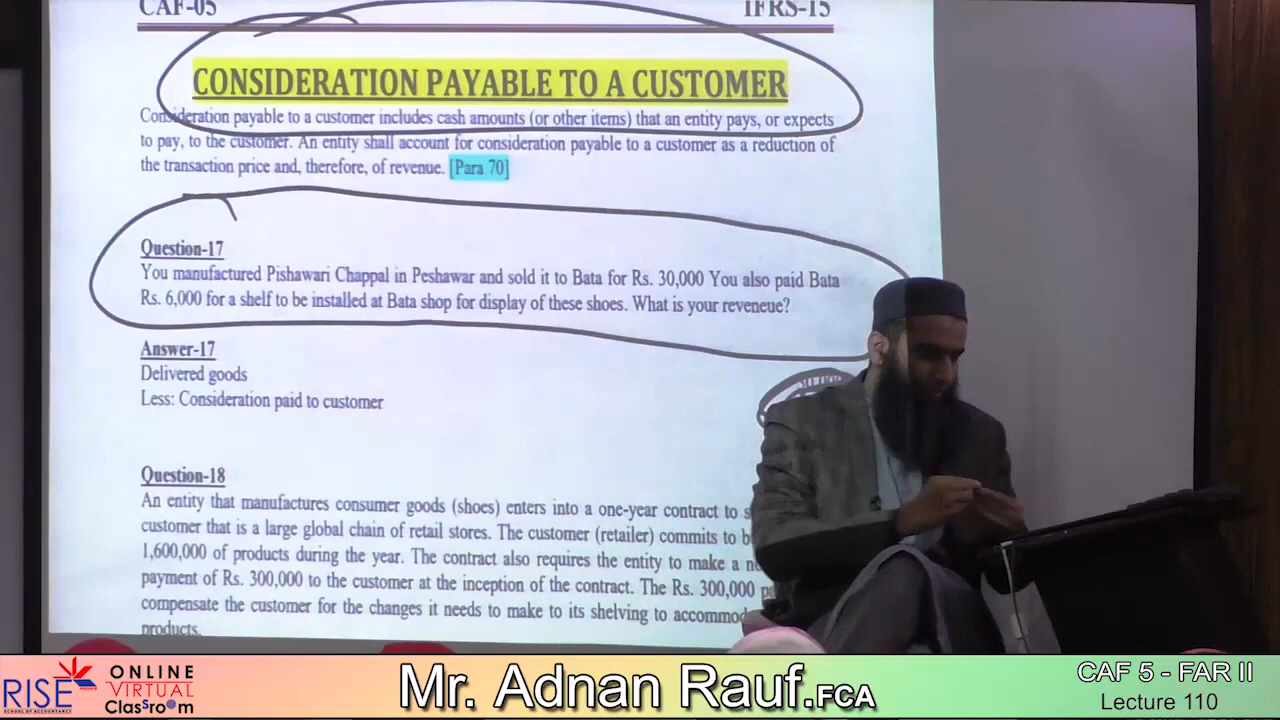 CAF-05 IFRS-15
CONSIDERATION PAYABLE TO A CUSTOMER
Consideration payable to a customer includes cash amounts (or other items) that an entity pays, or expects
to pay, to the customer. An entity shall account for consideration payable to a customer as a reduction of
the transaction price and, therefore, of revenue. [Para 70]
Question-17
You manufactured Pishawari Chappal in Peshawar and sold it to Bata for Rs. 30,000 You also paid Bata
Rs. 6,000 for a shelf to be installed at Bata shop for display of these shoes. What is your reveneue?
Answer-17
Delivered goods
Less: Consideration paid to customer
Question-18
An entity that manufactures consumer goods (shoes) enters into a one-year contract to
customer that is a large global chain of retail stores. The customer (retailer) commits to
1,600,000 of products during the year. The contract also requires the entity to make a
payment of Rs. 300,000 to the customer at the inception of the contract. The Rs. 300,000
compensate the customer for the changes it needs to make to its shelving to
products.
RISE
SCHOOL OF ACCOUNTANCY
ONLINE
VIRTUAL
Classroom
Mr. Adnan Rauf.FCA
CAF 5 - FAR II
Lecture 110